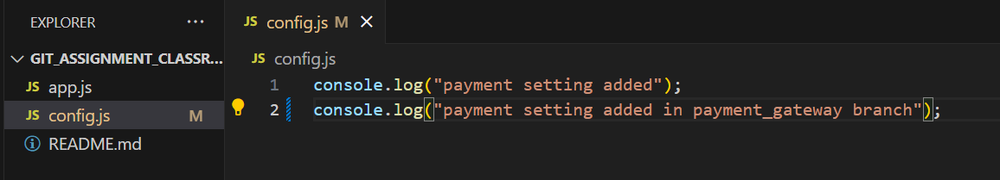 EXPLORER ···
GIT_ASSIGNMENT_CLASSR...
JS app.js
JS config.js M
README.md
JS config.js M ×
JS config.js
1 console.log("payment setting added");
2 console.log("payment setting added in payment_gateway branch");